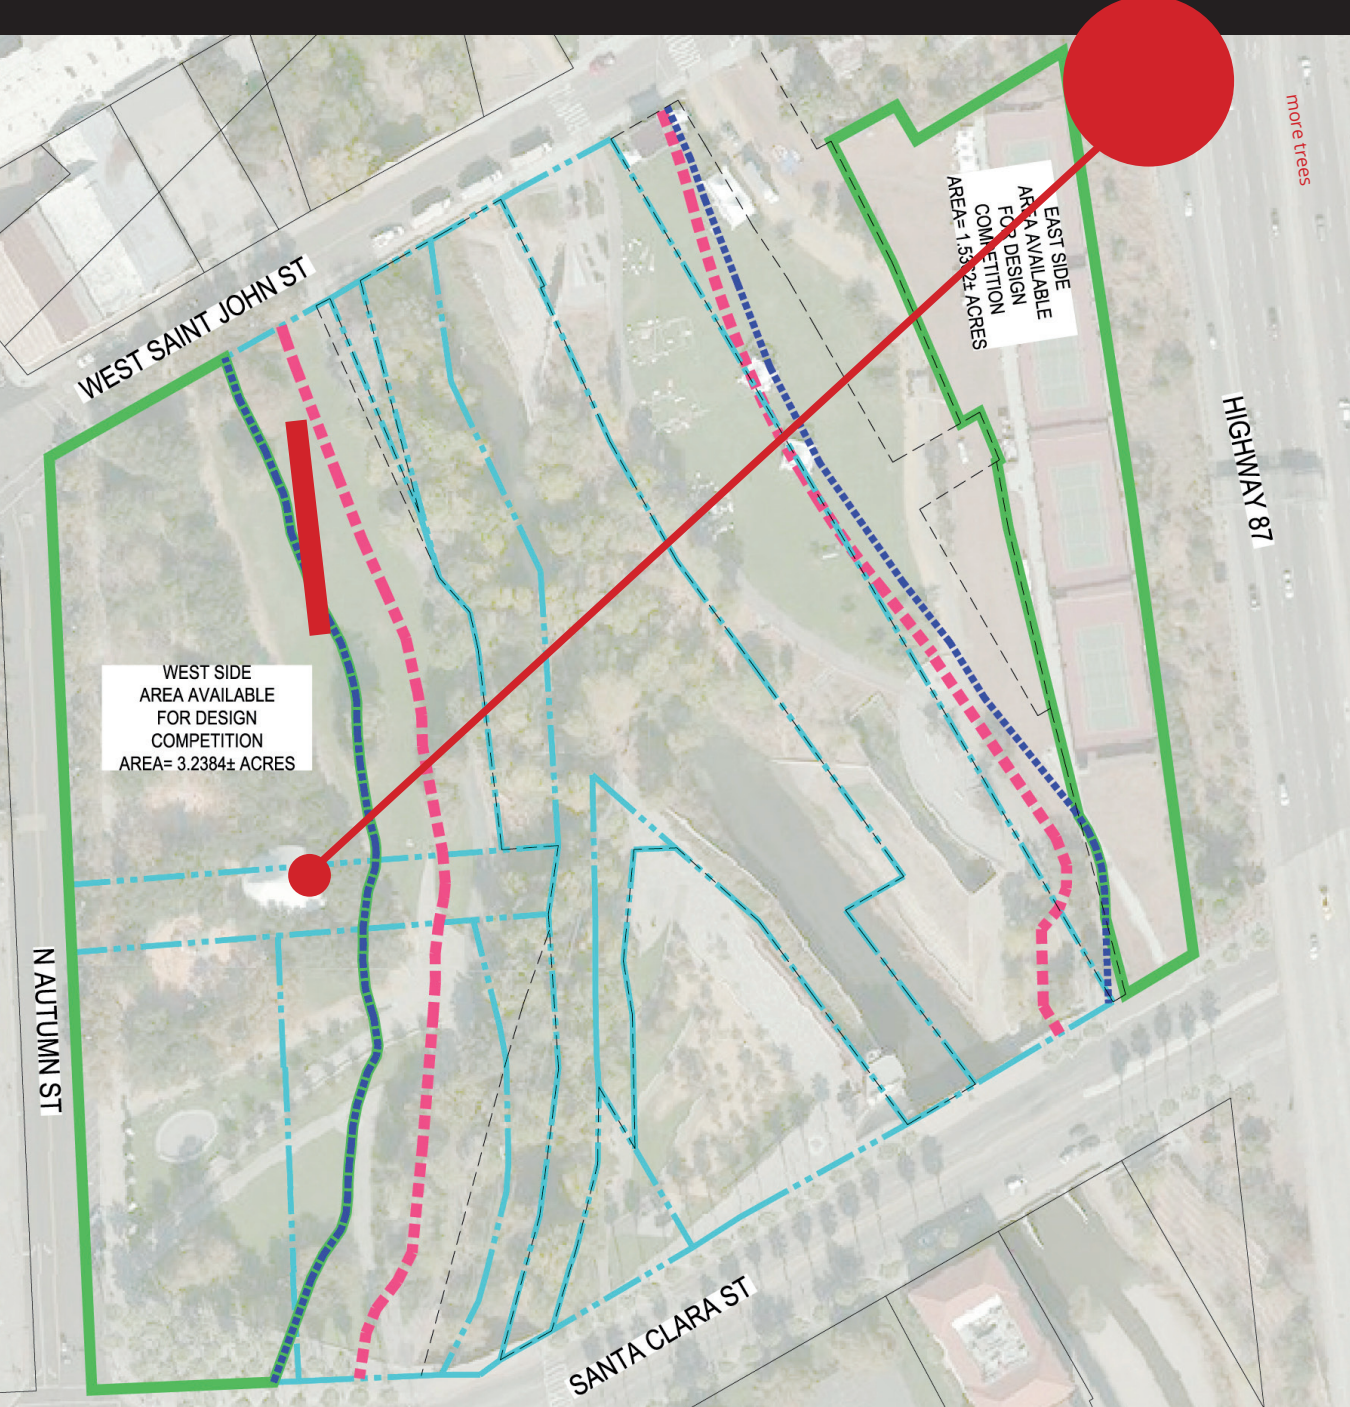 more trees
EAST SIDE
AREA AVAILABLE
FOR DESIGN
COMPETITION
WEST SAINT JOHN ST
HIGHWAY 87
WEST SIDE
AREA AVAILABLE
FOR DESIGN
COMPETITION
AREA= 3.2384± ACRES
N AUTUMN ST
SANTA CLARA ST